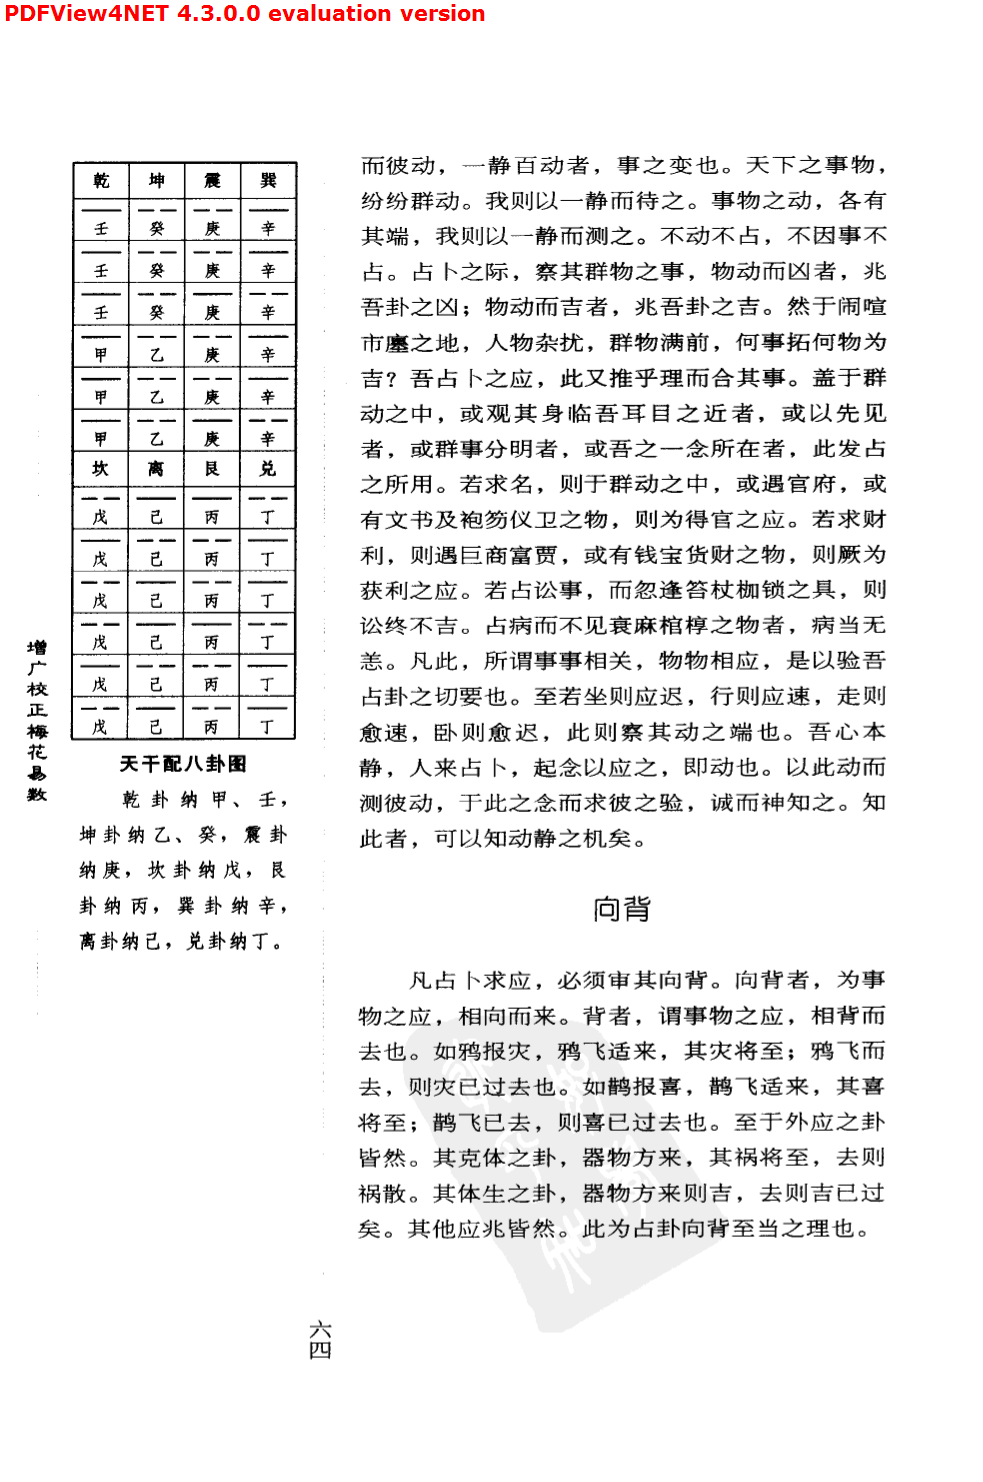 PDFView4NET 4.3.0.0 evaluation version
乾 坤 震 巽
壬 癸 庚 辛
壬 癸 庚 辛
壬 癸 庚 辛
甲 乙 庚 辛
甲 乙 庚 辛
甲 乙 庚 辛
坎 离 艮 兑
戊 己 丙 丁
戊 己 丙 丁
戊 己 丙 丁
戊 己 丙 丁
戊 己 丙 丁
戊 己 丙 丁
天干配八卦图
乾卦纳甲、壬，
坤卦纳乙、癸，震卦
纳庚，坎卦纳戊，艮
卦纳丙，巽卦纳辛，
离卦纳己，兑卦纳丁。
增广校正梅花易数
而彼动，一静百动者，事之变也。天下之事物，
纷纷群动。我则以一静而待之。事物之动，各有
其端，我则以一静而测之。不动不占，不因事不
占。占卜之际，察其群物之事，物动而凶者，兆
吾卦之凶；物动而吉者，兆吾卦之吉。然于闹喧
市廛之地，人物杂扰，群物满前，何事拓何物为
吉？吾占卜之应，此又推乎理而合其事。盖于群
动之中，或观其身临吾耳目之近者，或以先见
者，或群事分明者，或吾之一念所在者，此发占
之所用。若求名，则于群动之中，或遇官府，或
有文书及袍笏仪卫之物，则为得官之应。若求财
利，则遇巨商富贾，或有钱宝货财之物，则厥为
获利之应。若占讼事，而忽逢笞杖枷锁之具，则
讼终不吉。占病而不见衰麻棺椁之物者，病当无
恙。凡此，所谓事事相关，物物相应，是以验吾
占卦之切要也。至若坐则应迟，行则应速，走则
愈速，卧则愈迟，此则察其动之端也。吾心本
静，人来占卜，起念以应之，即动也。以此动而
测彼动，于此之念而求彼之验，诚而神知之。知
此者，可以知动静之机矣。
向背
凡占卜求应，必须审其向背。向背者，为事
物之应，相向而来。背者，谓事物之应，相背而
去也。如鸦报灾，鸦飞适来，其灾将至；鸦飞而
去，则灾已过去也。如鹊报喜，鹊飞适来，其喜
将至；鹊飞已去，则喜已过去也。至于外应之卦
皆然。其克体之卦，器物方来，其祸将至，去则
祸散。其体生之卦，器物方来则吉，去则吉已过
矣。其他应兆皆然。此为占卦向背至当之理也。
六四